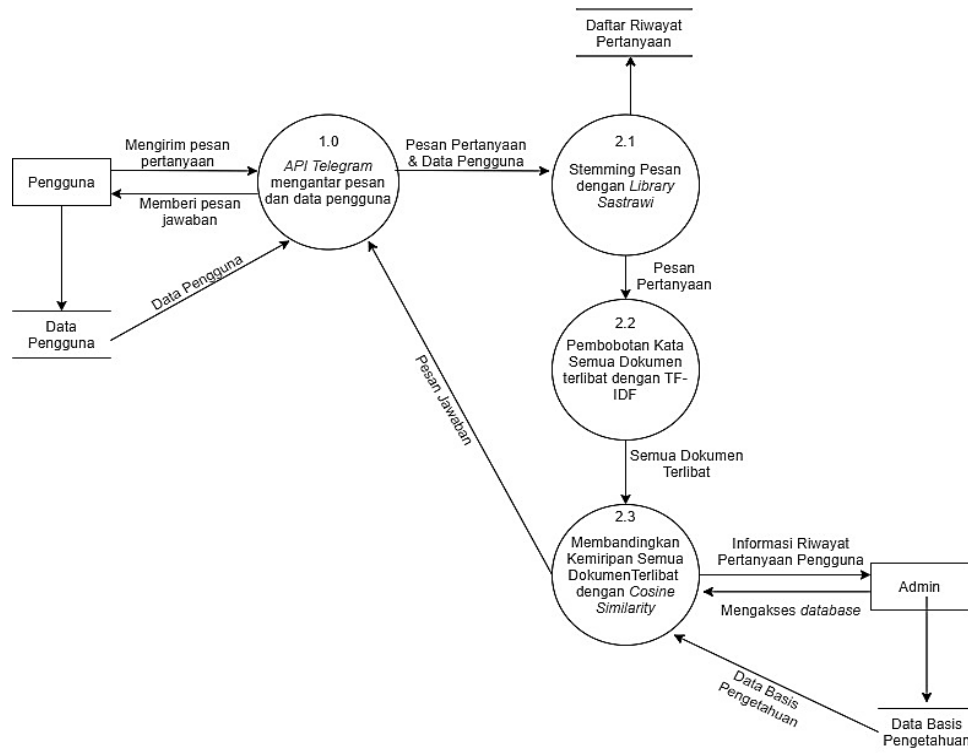 Daftar Riwayat
Pertanyaan
1.0
API Telegram
mengantar pesan
dan data pengguna
Mengirim pesan
pertanyaan
Pengguna
Memberi pesan
jawaban
Pesan Pertanyaan
& Data Pengguna
2.1
Stemming Pesan
dengan Library
Sastrawi
Data Pengguna
Data
Pengguna
Pesan
Pertanyaan
2.2
Pembobotan Kata
Semua Dokumen
terlibat dengan TF-
IDF
Pesan Jawaban
Semua Dokumen
Terlibat
2.3
Membandingkan
Kemiripan Semua
DokumenTerlibat
dengan Cosine
Similarity
Informasi Riwayat
Pertanyaan Pengguna
Admin
Mengakses database
Data Basis
Pengetahuan
Data Basis
Pengetahuan